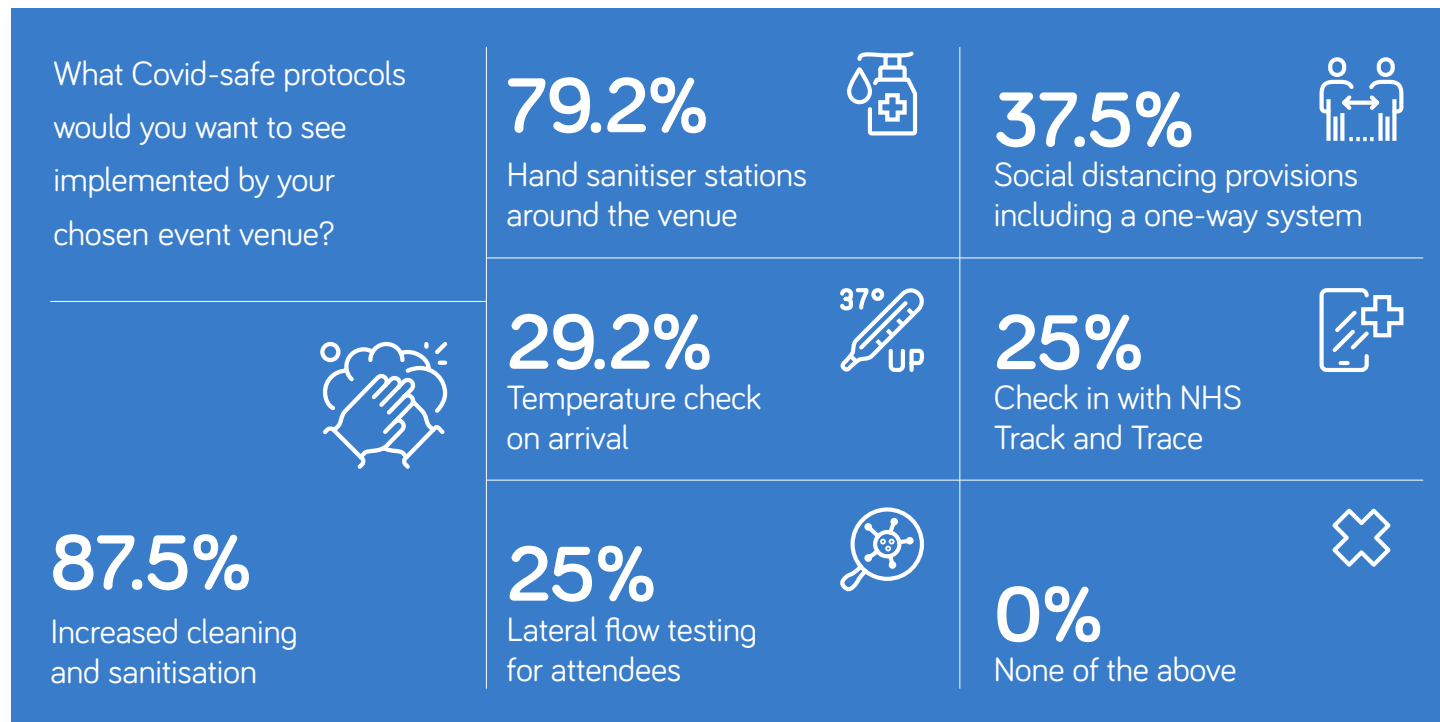 What Covid-safe protocols
would you want to see
implemented by your
chosen event venue?
87.5%
Increased cleaning
and sanitisation
79.2%
Hand sanitiser stations
around the venue
37.5%
Social distancing provisions
including a one-way system
37°
UP
29.2%
Temperature check
on arrival
25%
Check in with NHS
Track and Trace
25%
Lateral flow testing
for attendees
0%
None of the above